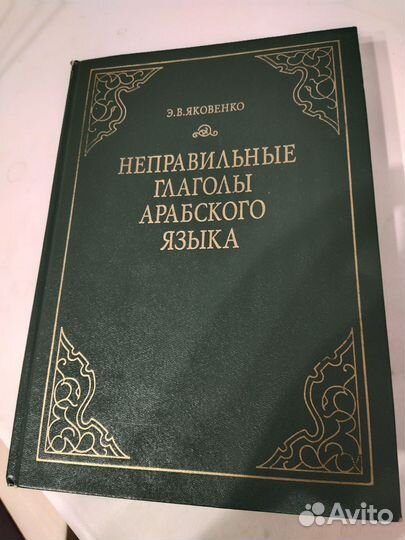 Э.В.ЯКОВЕНКО
НЕПРАВИЛЬНЫЕ
ГЛАГОЛЫ
АРАБСКОГО
ЯЗЫКА
Avito